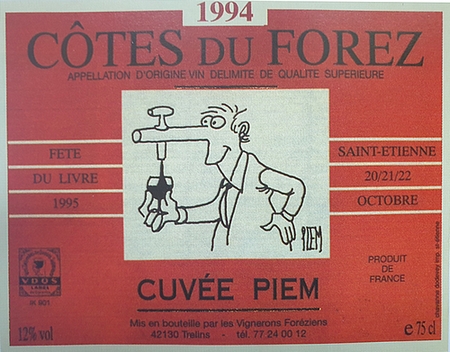 1994
CÔTES DU FOREZ
APPELLATION D'ORIGINE VIN DELIMITE DE QUALITE SUPERIEURE
FETE
DU LIVRE
1995
SAINT-ETIENNE
20/21/22
OCTOBRE
PIEM
CUVÉE PIEM
VDQS
LABEL
PRODUIT
DE
FRANCE
12% vol
Mis en bouteille par les Vignerons Foréziens
42130 Trelins - tél. 77 24 00 12
e 75 cl